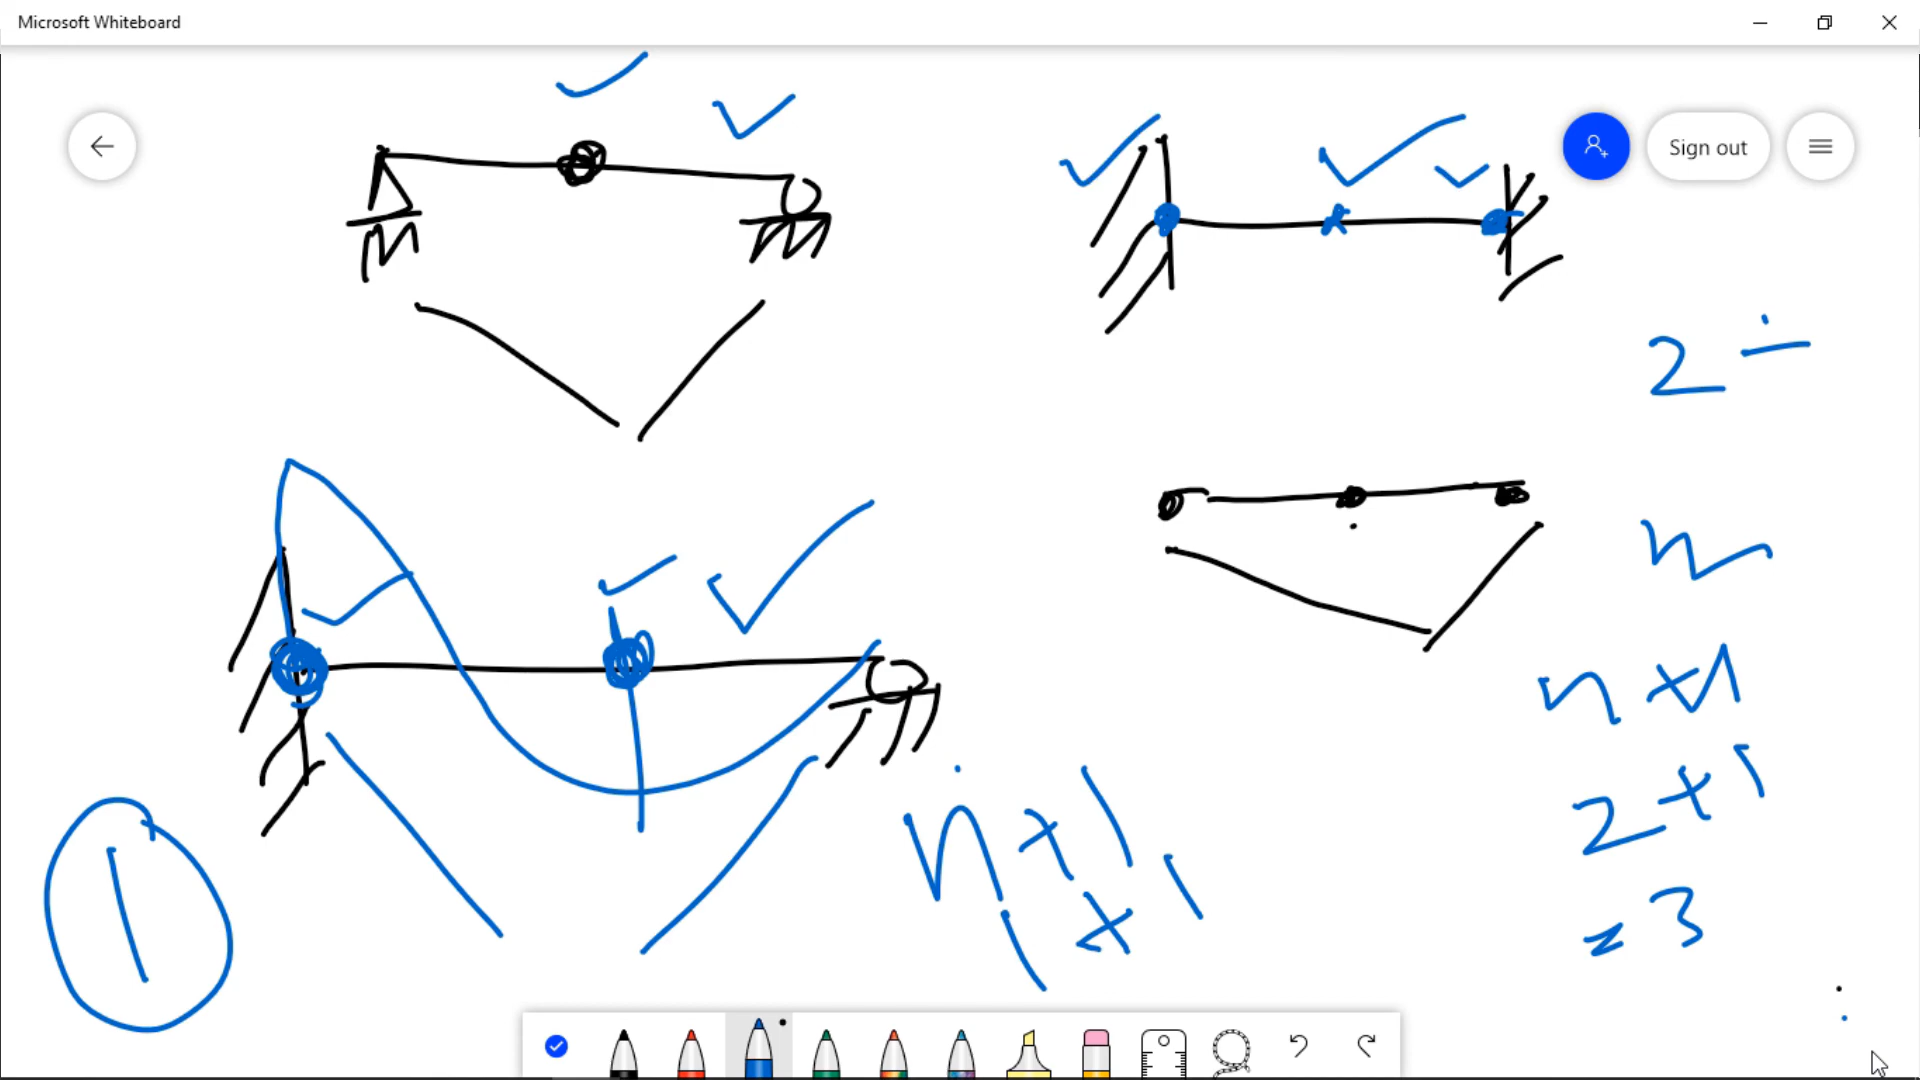 Microsoft Whiteboard
Sign out
2
n
n+1
2+1
= 3
n+1
1+1
1